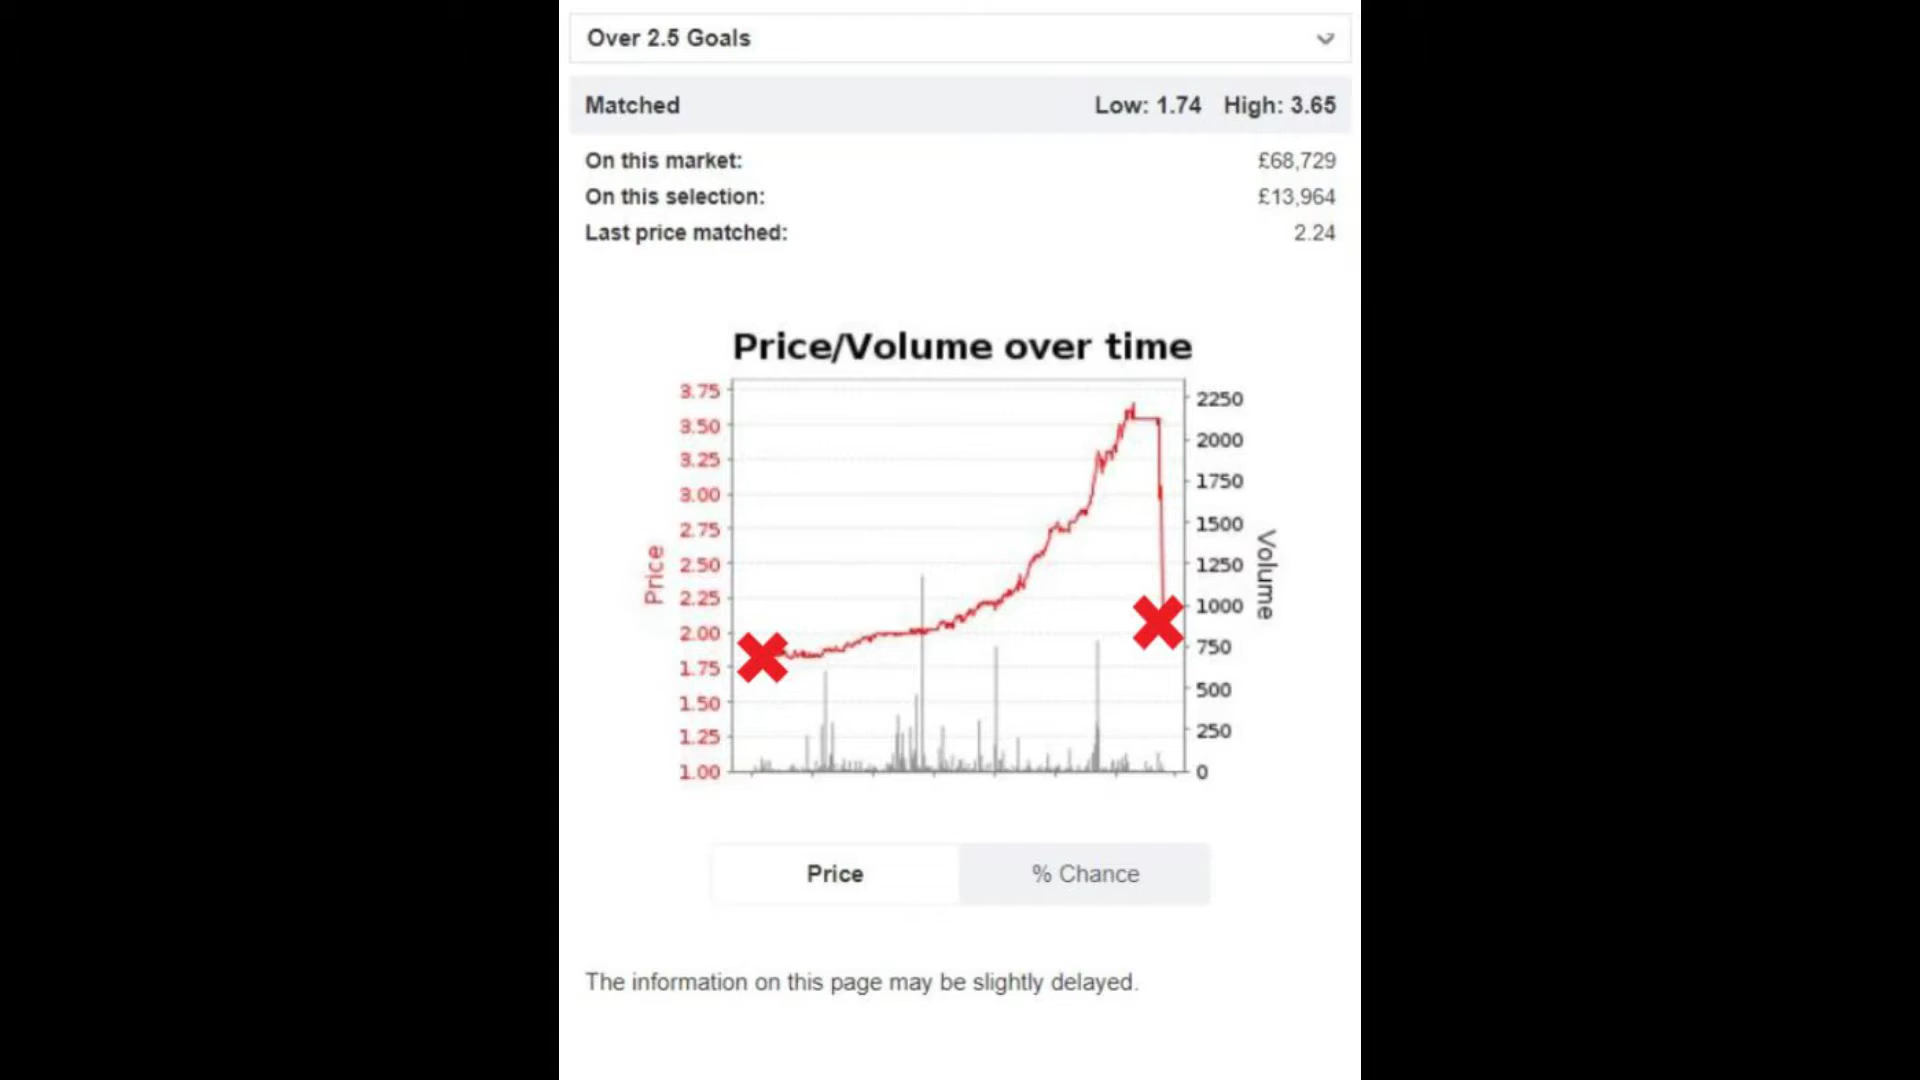 Over 2.5 Goals
Matched Low: 1.74 High: 3.65
On this market: £68,729
On this selection: £13,964
Last price matched: 2.24
Price/Volume over time
3.75
3.50
3.25
3.00
2.75
2.50
2.25
2.00
1.75
1.50
1.25
1.00
Price
2250
2000
1750
1500
1250
1000
750
500
250
0
Volume
Price % Chance
The information on this page may be slightly delayed.